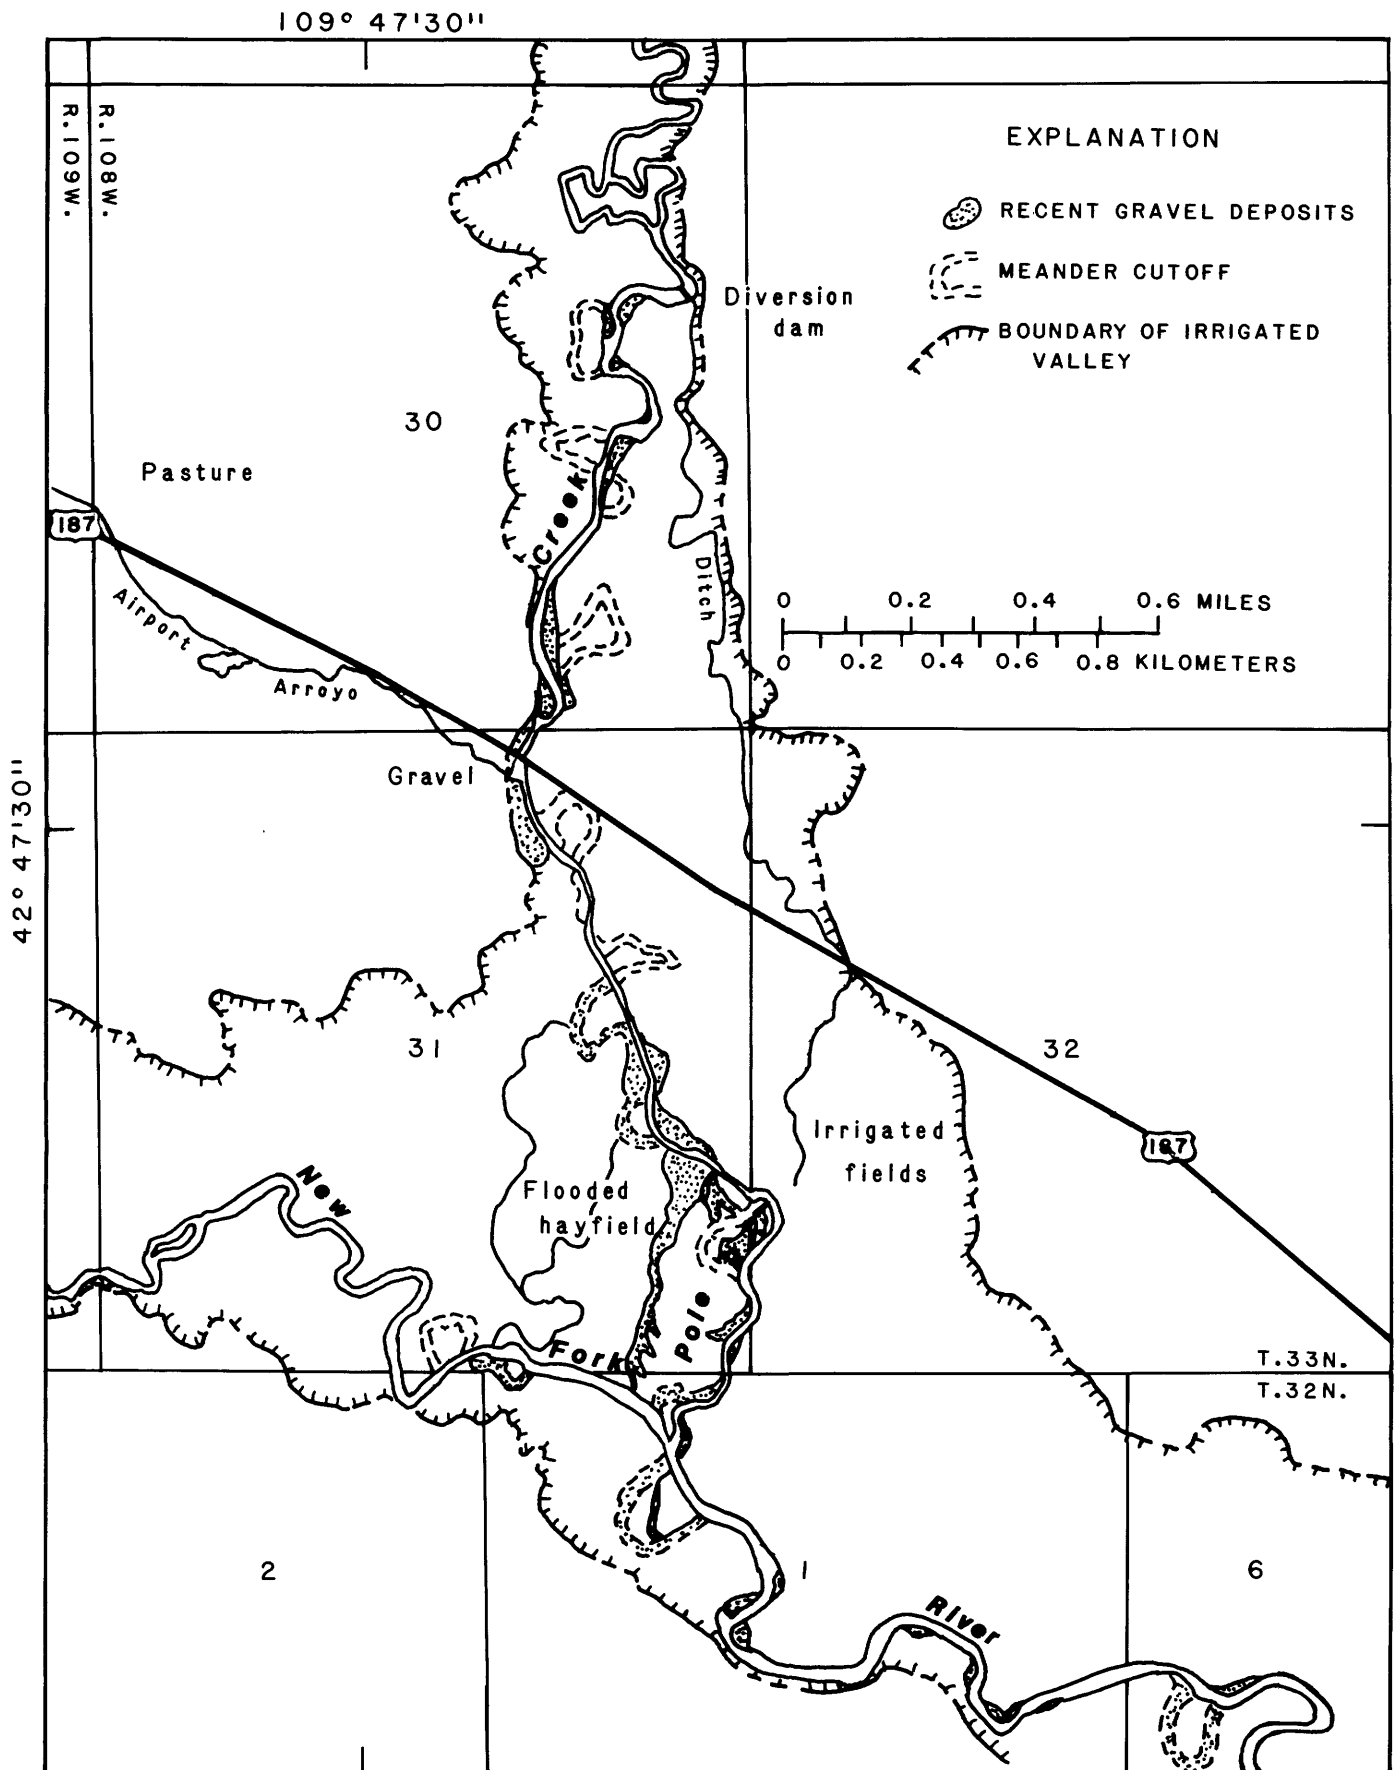 109° 47'30"
R.109W.
R.108W.
EXPLANATION
RECENT GRAVEL DEPOSITS
MEANDER CUTOFF
BOUNDARY OF IRRIGATED
VALLEY
Diversion
dam
30
Pasture
187
Creek
Ditch
Airport
Arroyo
0 0.2 0.4 0.6 MILES
0 0.2 0.4 0.6 0.8 KILOMETERS
Gravel
42° 47'30"
31
32
Irrigated
fields
187
New
Flooded
hayfield
Pole
Fork
T.33N.
T.32N.
2
1
6
River